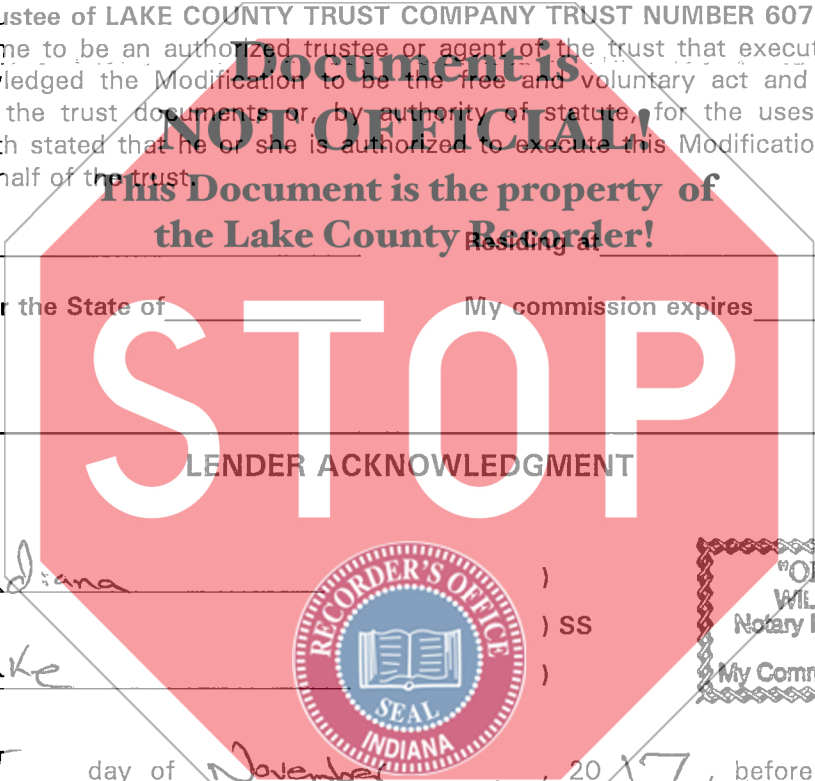 ustee of LAKE COUNTY TRUST COMPANY TRUST NUMBER 607
ne to be an authorized trustee or agent of the trust that execut
Document is
ledged the Modification to be the free and voluntary act and
the trust documents or, by authority of statute, for the uses
NOT OFFICIAL!
h stated that he or she is authorized to execute this Modificatio
half of the trust.
This Document is the property of
the Lake County Recorder!
Residing at
r the State of
My commission expires
STOP
LENDER ACKNOWLEDGMENT
diana )
"OF
WIL
) SS
Notary P
ake )
My Comm
RECORDER'S OFFICE
SEAL
INDIANA
day of November , 20 17 , before